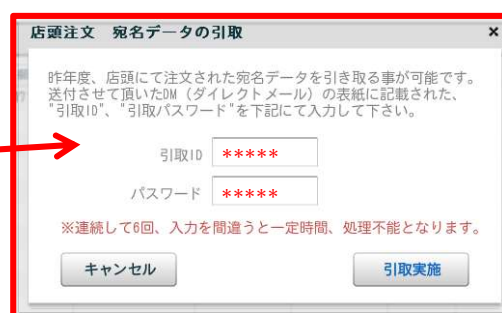 店頭注文　宛名データの引取 ×
昨年度、店頭にて注文された宛名データを引き取る事が可能です。
送付させて頂いたDM（ダイレクトメール）の表紙に記載された、
"引取ID"、"引取パスワード"を下記にて入力して下さい。
引取ID *****
パスワード *****
※連続して6回、入力を間違うと一定時間、処理不能となります。
キャンセル 引取実施